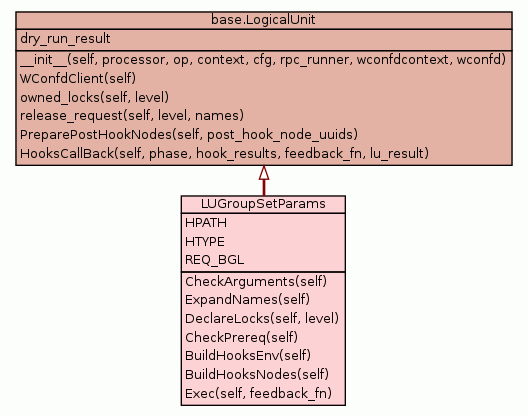 base.LogicalUnit
dry_run_result
__init__(self, processor, op, context, cfg, rpc_runner, wconfdcontext, wconfd)
WConfdClient(self)
owned_locks(self, level)
release_request(self, level, names)
PreparePostHookNodes(self, post_hook_node_uuids)
HooksCallBack(self, phase, hook_results, feedback_fn, lu_result)
LUGroupSetParams
HPATH
HTYPE
REQ_BGL
CheckArguments(self)
ExpandNames(self)
DeclareLocks(self, level)
CheckPrereq(self)
BuildHooksEnv(self)
BuildHooksNodes(self)
Exec(self, feedback_fn)